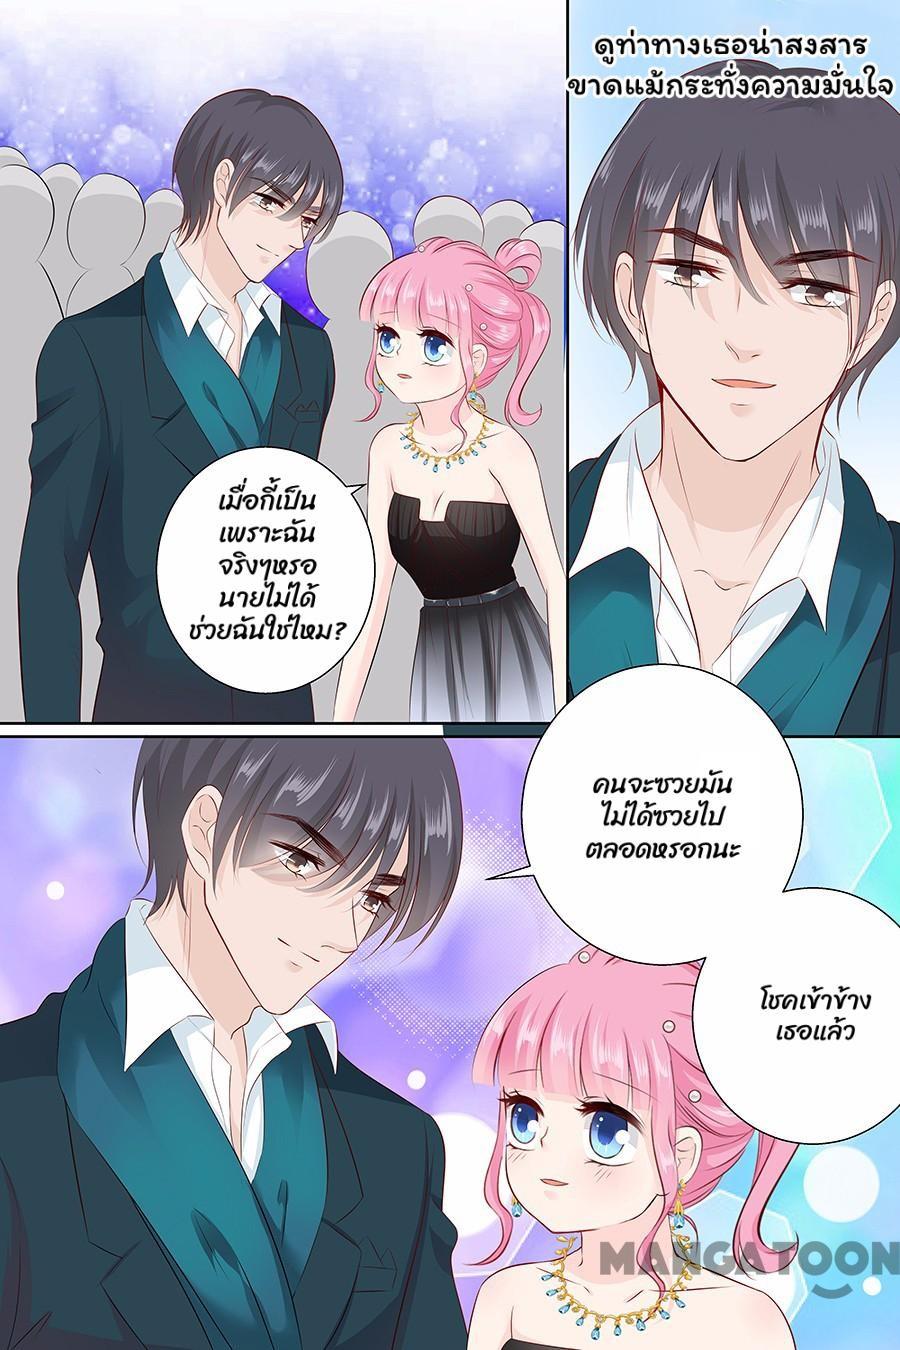 เมื่อกี้เป็น
เพราะฉัน
จริงๆหรอ
นายไม่ได้
ช่วยฉันใช่ไหม?
ดูท่าทางเธอน่าสงสาร
ขาดแม้กระทั่งความมั่นใจ
คนจะซวยมัน
ไม่ได้ซวยไป
ตลอดหรอกนะ
โชคเข้าข้าง
เธอแล้ว
MANGATOON